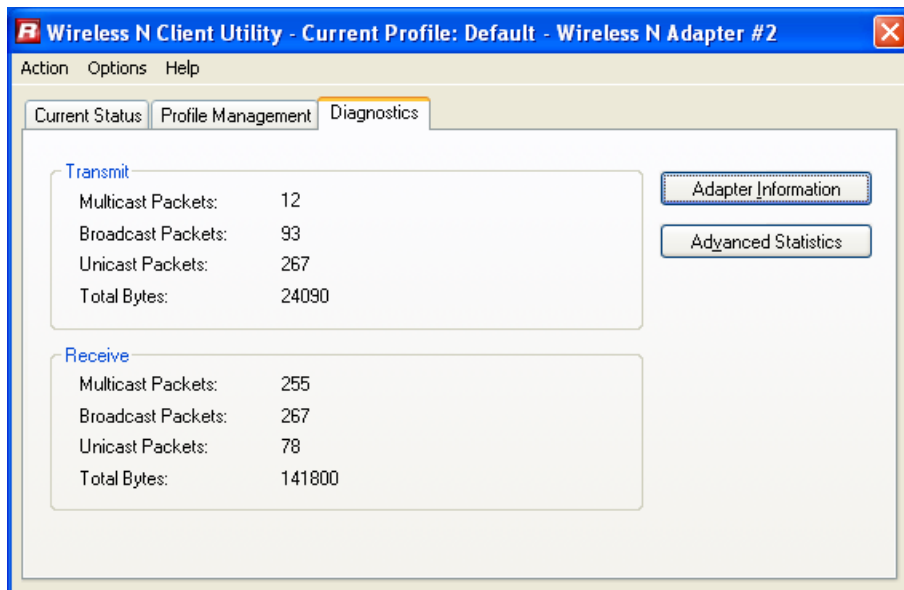 R Wireless N Client Utility - Current Profile: Default - Wireless N Adapter #2
Action Options Help
Current Status Profile Management Diagnostics
Transmit
Multicast Packets: 12
Broadcast Packets: 93
Unicast Packets: 267
Total Bytes: 24090
Adapter Information
Advanced Statistics
Receive
Multicast Packets: 255
Broadcast Packets: 267
Unicast Packets: 78
Total Bytes: 141800